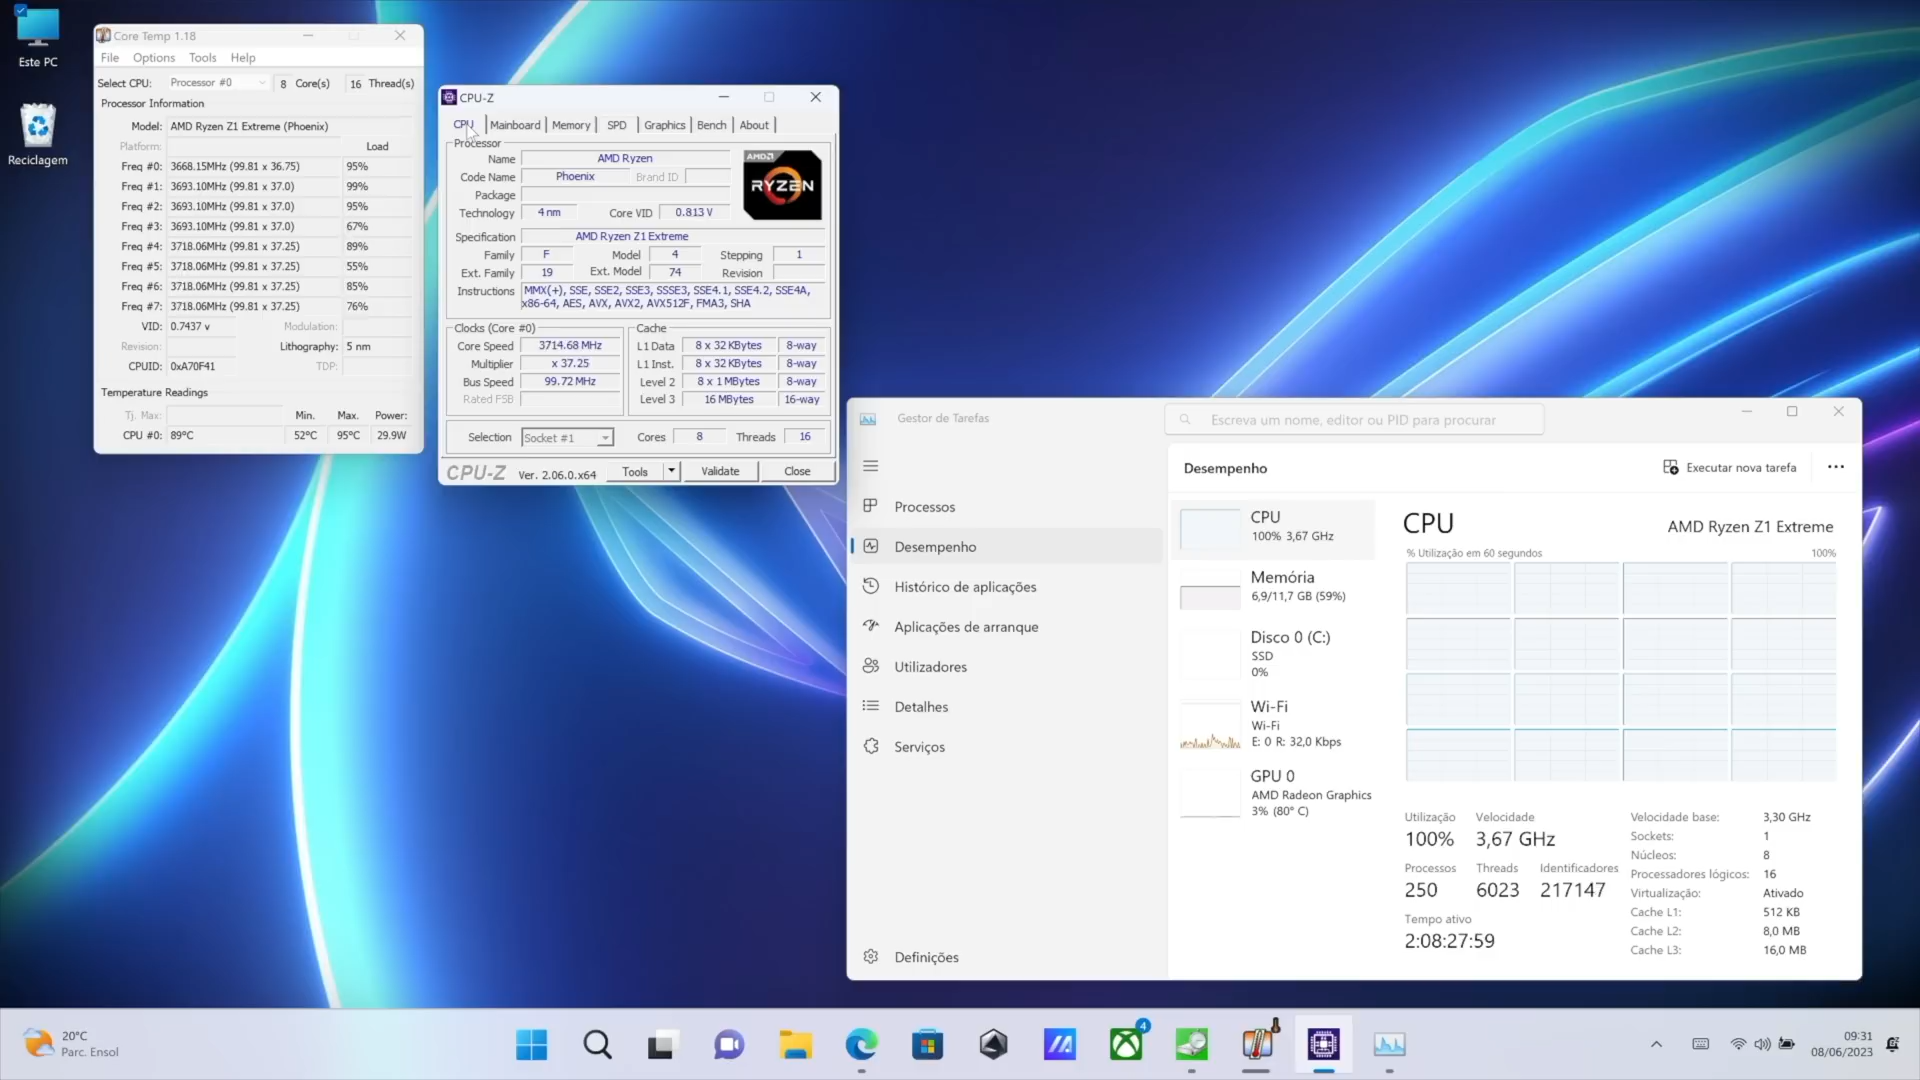 Este PC
Reciclagem
Core Temp 1.18
File Options Tools Help
Select CPU: Processor #0 8 Core(s) 16 Thread(s)
Processor Information
Model: AMD Ryzen Z1 Extreme (Phoenix)
Platform:
Load
Freq #0: 3668.15MHz (99.81 x 36.75) 95%
Freq #1: 3693.10MHz (99.81 x 37.0) 99%
Freq #2: 3693.10MHz (99.81 x 37.0) 95%
Freq #3: 3693.10MHz (99.81 x 37.0) 67%
Freq #4: 3718.06MHz (99.81 x 37.25) 89%
Freq #5: 3718.06MHz (99.81 x 37.25) 55%
Freq #6: 3718.06MHz (99.81 x 37.25) 85%
Freq #7: 3718.06MHz (99.81 x 37.25) 76%
VID: 0.7437 v Modulation:
Revision: Lithography: 5 nm
CPUID: 0xA70F41 TDP:
Temperature Readings
Tj. Max: Min. Max. Power:
CPU #0: 89°C 52°C 95°C 29.9W
CPU-Z
CPU Mainboard Memory SPD Graphics Bench About
Processor
Name AMD Ryzen
Code Name Phoenix Brand ID
Package
Technology 4 nm Core VID 0.813 V
AMD
RYZEN
Specification AMD Ryzen Z1 Extreme
Family F Model 4 Stepping 1
Ext. Family 19 Ext. Model 74 Revision
Instructions MMX(+), SSE, SSE2, SSE3, SSSE3, SSE4.1, SSE4.2, SSE4A,
x86-64, AES, AVX, AVX2, AVX512F, FMA3, SHA
Clocks (Core #0)
Core Speed 3714.68 MHz
Multiplier x 37.25
Bus Speed 99.72 MHz
Rated FSB
Cache
L1 Data 8 x 32 KBytes 8-way
L1 Inst. 8 x 32 KBytes 8-way
Level 2 8 x 1 MBytes 8-way
Level 3 16 MBytes 16-way
Selection Socket #1 Cores 8 Threads 16
CPU-Z Ver. 2.06.0.x64 Tools Validate Close
Gestor de Tarefas
Escreva um nome, editor ou PID para procurar
Processos
Desempenho
Histórico de aplicações
Aplicações de arranque
Utilizadores
Detalhes
Serviços
Definições
Desempenho
Executar nova tarefa
CPU
100% 3,67 GHz
Memória
6,9/11,7 GB (59%)
Disco 0 (C:)
SSD
0%
Wi-Fi
Wi-Fi
E: 0 R: 32,0 Kbps
GPU 0
AMD Radeon Graphics
3% (80° C)
CPU AMD Ryzen Z1 Extreme
% Utilização em 60 segundos 100%
Utilização Velocidade
100% 3,67 GHz
Processos Threads Identificadores
250 6023 217147
Tempo ativo
2:08:27:59
Velocidade base: 3,30 GHz
Sockets: 1
Núcleos: 8
Processadores lógicos: 16
Virtualização: Ativado
Cache L1: 512 KB
Cache L2: 8,0 MB
Cache L3: 16,0 MB
20°C
Parc. Ensol
4
09:31
08/06/2023